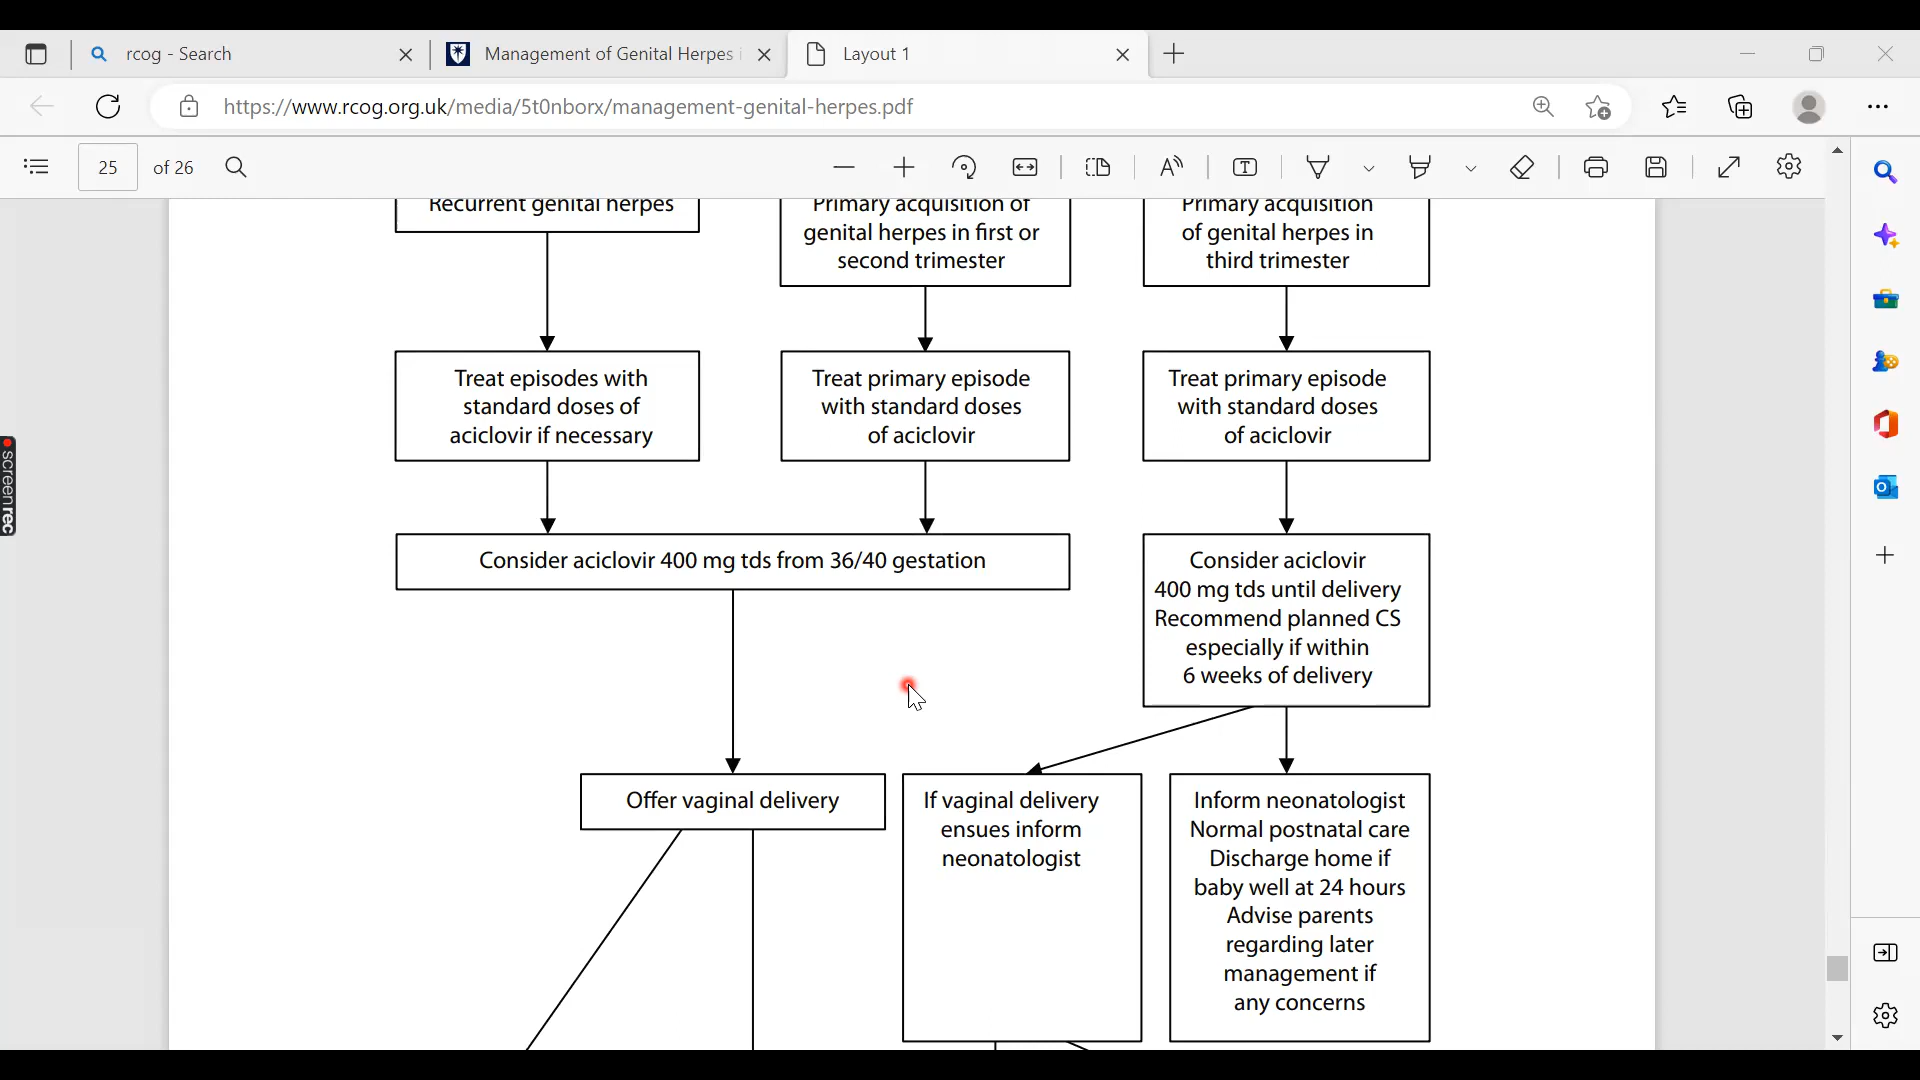 rcog - Search
Management of Genital Herpes i
Layout 1
https://www.rcog.org.uk/media/5t0nborx/management-genital-herpes.pdf
25
of 26
screenrec
Recurrent genital herpes
Primary acquisition of
genital herpes in first or
second trimester
Primary acquisition
of genital herpes in
third trimester
Treat episodes with
standard doses of
aciclovir if necessary
Treat primary episode
with standard doses
of aciclovir
Treat primary episode
with standard doses
of aciclovir
Consider aciclovir 400 mg tds from 36/40 gestation
Consider aciclovir
400 mg tds until delivery
Recommend planned CS
especially if within
6 weeks of delivery
Offer vaginal delivery
If vaginal delivery
ensues inform
neonatologist
Inform neonatologist
Normal postnatal care
Discharge home if
baby well at 24 hours
Advise parents
regarding later
management if
any concerns